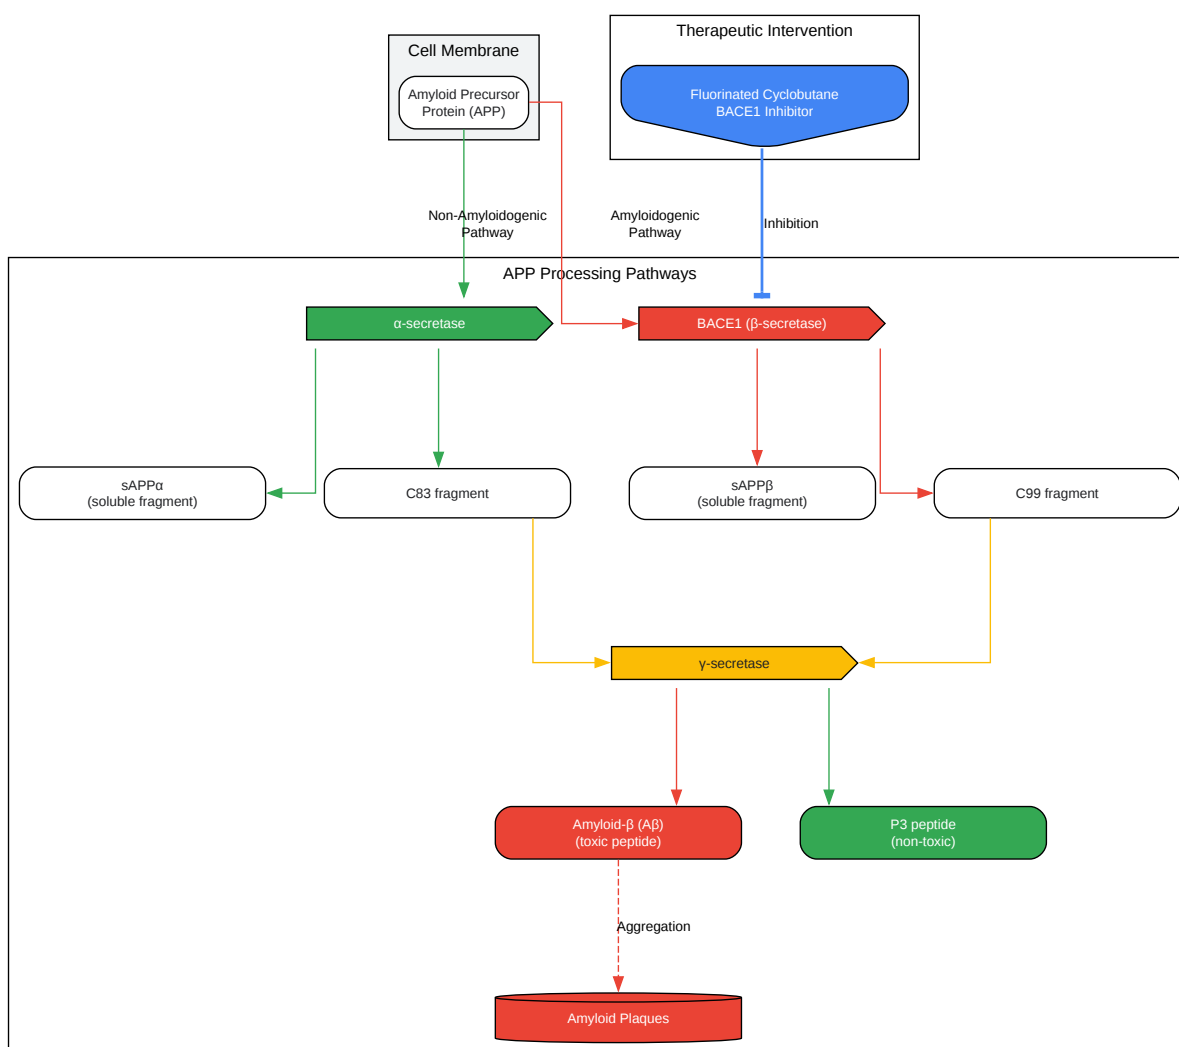 Therapeutic Intervention
Cell Membrane
Amyloid Precursor
Protein (APP)
Fluorinated Cyclobutane
BACE1 Inhibitor
Non-Amyloidogenic
Pathway
Amyloidogenic
Pathway
Inhibition
APP Processing Pathways
α-secretase
BACE1 (β-secretase)
sAPPα
(soluble fragment)
C83 fragment
sAPPβ
(soluble fragment)
C99 fragment
γ-secretase
Amyloid-β (Aβ)
(toxic peptide)
P3 peptide
(non-toxic)
Aggregation
Amyloid Plaques